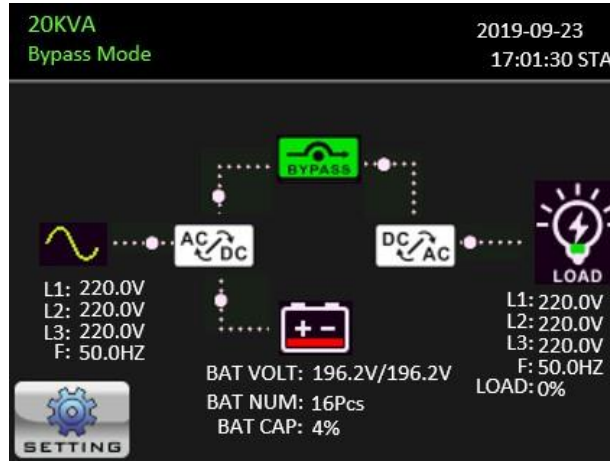 20KVA
Bypass Mode
2019-09-23
17:01:30 STA
BYPASS
AC DC
DC AC
LOAD
L1: 220.0V
L2: 220.0V
L3: 220.0V
F: 50.0HZ
L1: 220.0V
L2: 220.0V
L3: 220.0V
F: 50.0HZ
LOAD: 0%
BAT VOLT: 196.2V/196.2V
BAT NUM: 16Pcs
BAT CAP: 4%
SETTING